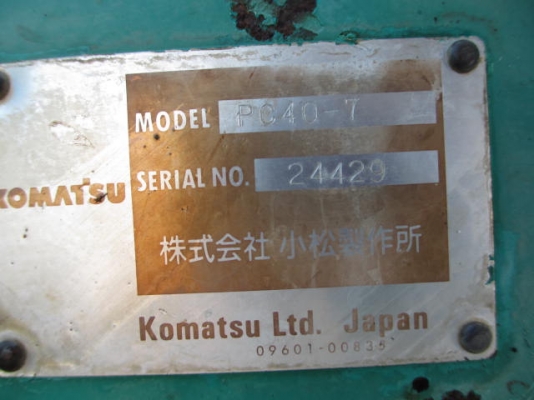 MODEL PC40-7
KOMATSU SERIAL NO. 24429
株式会社 小松製作所
Komatsu Ltd. Japan
09601-00835